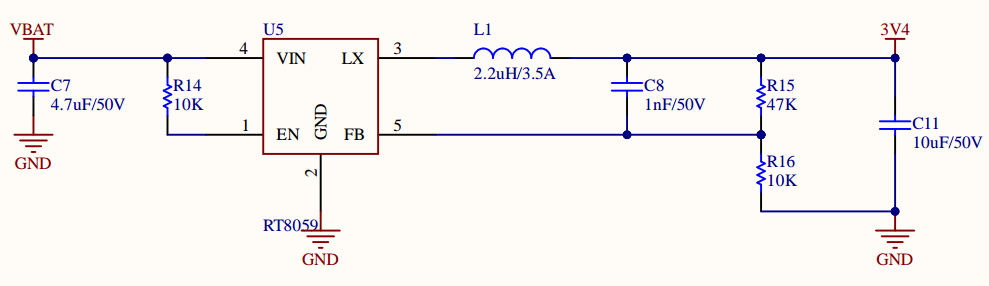 VBAT
U5
L1
3V4
4
VIN
LX
3
C7
4.7uF/50V
R14
10K
2.2uH/3.5A
C8
1nF/50V
R15
47K
C11
10uF/50V
1
EN
GND
FB
5
GND
2
R16
10K
RT8059
GND
GND